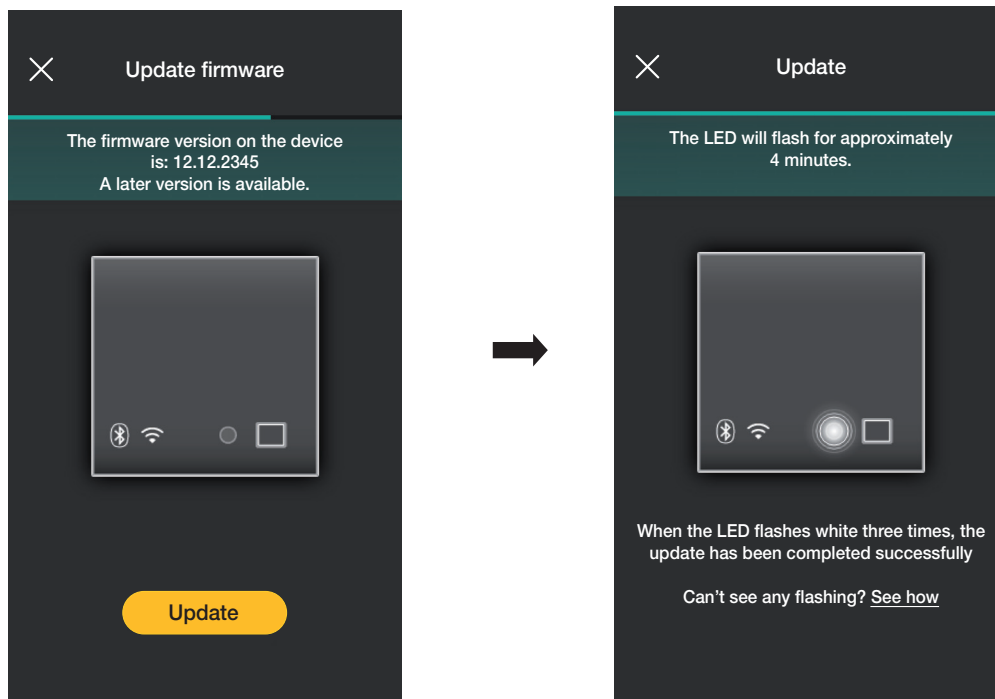 Update firmware
The firmware version on the device
is: 12.12.2345
A later version is available.
Update
Update
The LED will flash for approximately
4 minutes.
When the LED flashes white three times, the
update has been completed successfully
Can’t see any flashing? See how